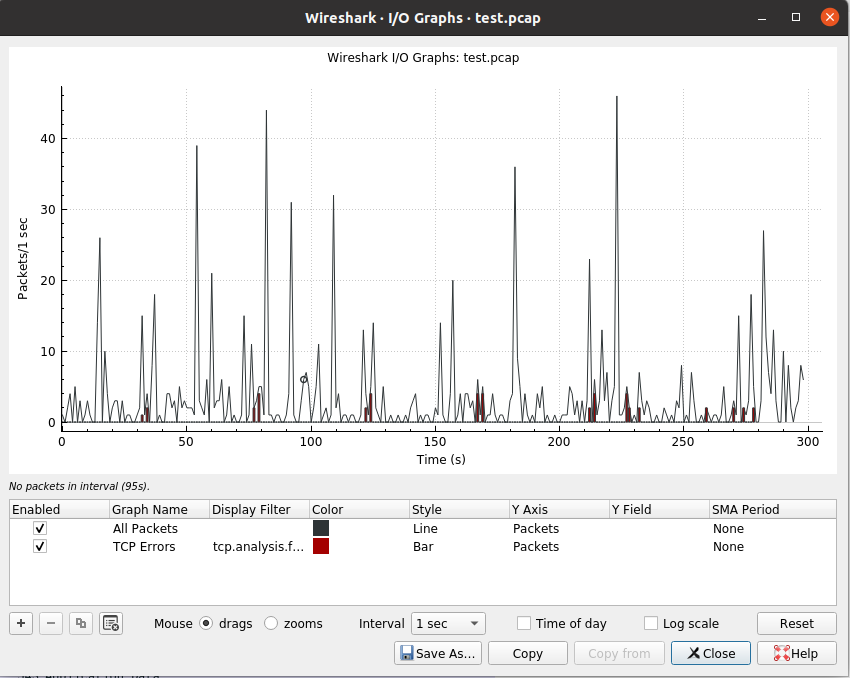 Wireshark · I/O Graphs · test.pcap
Wireshark I/O Graphs: test.pcap
Packets/1 sec
40
30
20
10
0
0 50 100 150 200 250 300
Time (s)
No packets in interval (95s).
Enabled Graph Name Display Filter Color Style Y Axis Y Field SMA Period
All Packets Line Packets None
TCP Errors tcp.analysis.f... Bar Packets None
Mouse drags zooms Interval 1 sec Time of day Log scale Reset
Save As... Copy Copy from Close Help